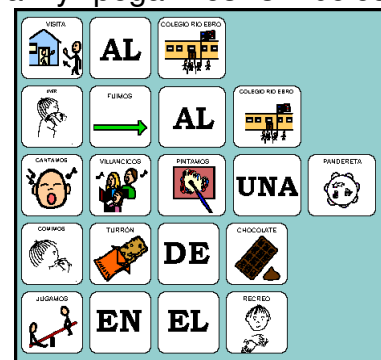 VISITA AL COLEGIO RIO EBRO
AYER FUIMOS AL COLEGIO RIO EBRO
CANTAMOS VILLANCICOS PINTAMOS UNA PANDERETA
COMIMOS TURRÓN DE CHOCOLATE
JUGAMOS EN EL RECREO